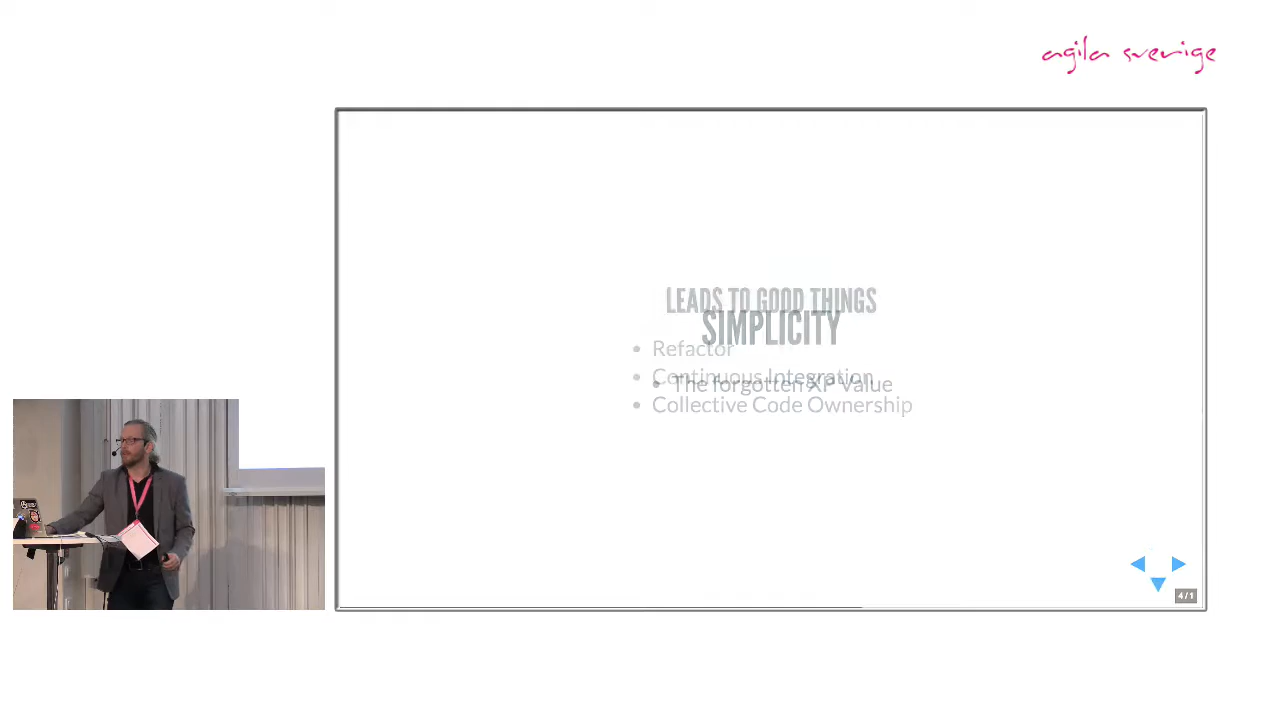 agila sverige
LEADS TO GOOD THINGS
SIMPLICITY
• Refactor
• Continuous Integration
• The forgotten XP Value
• Collective Code Ownership
4 / 1